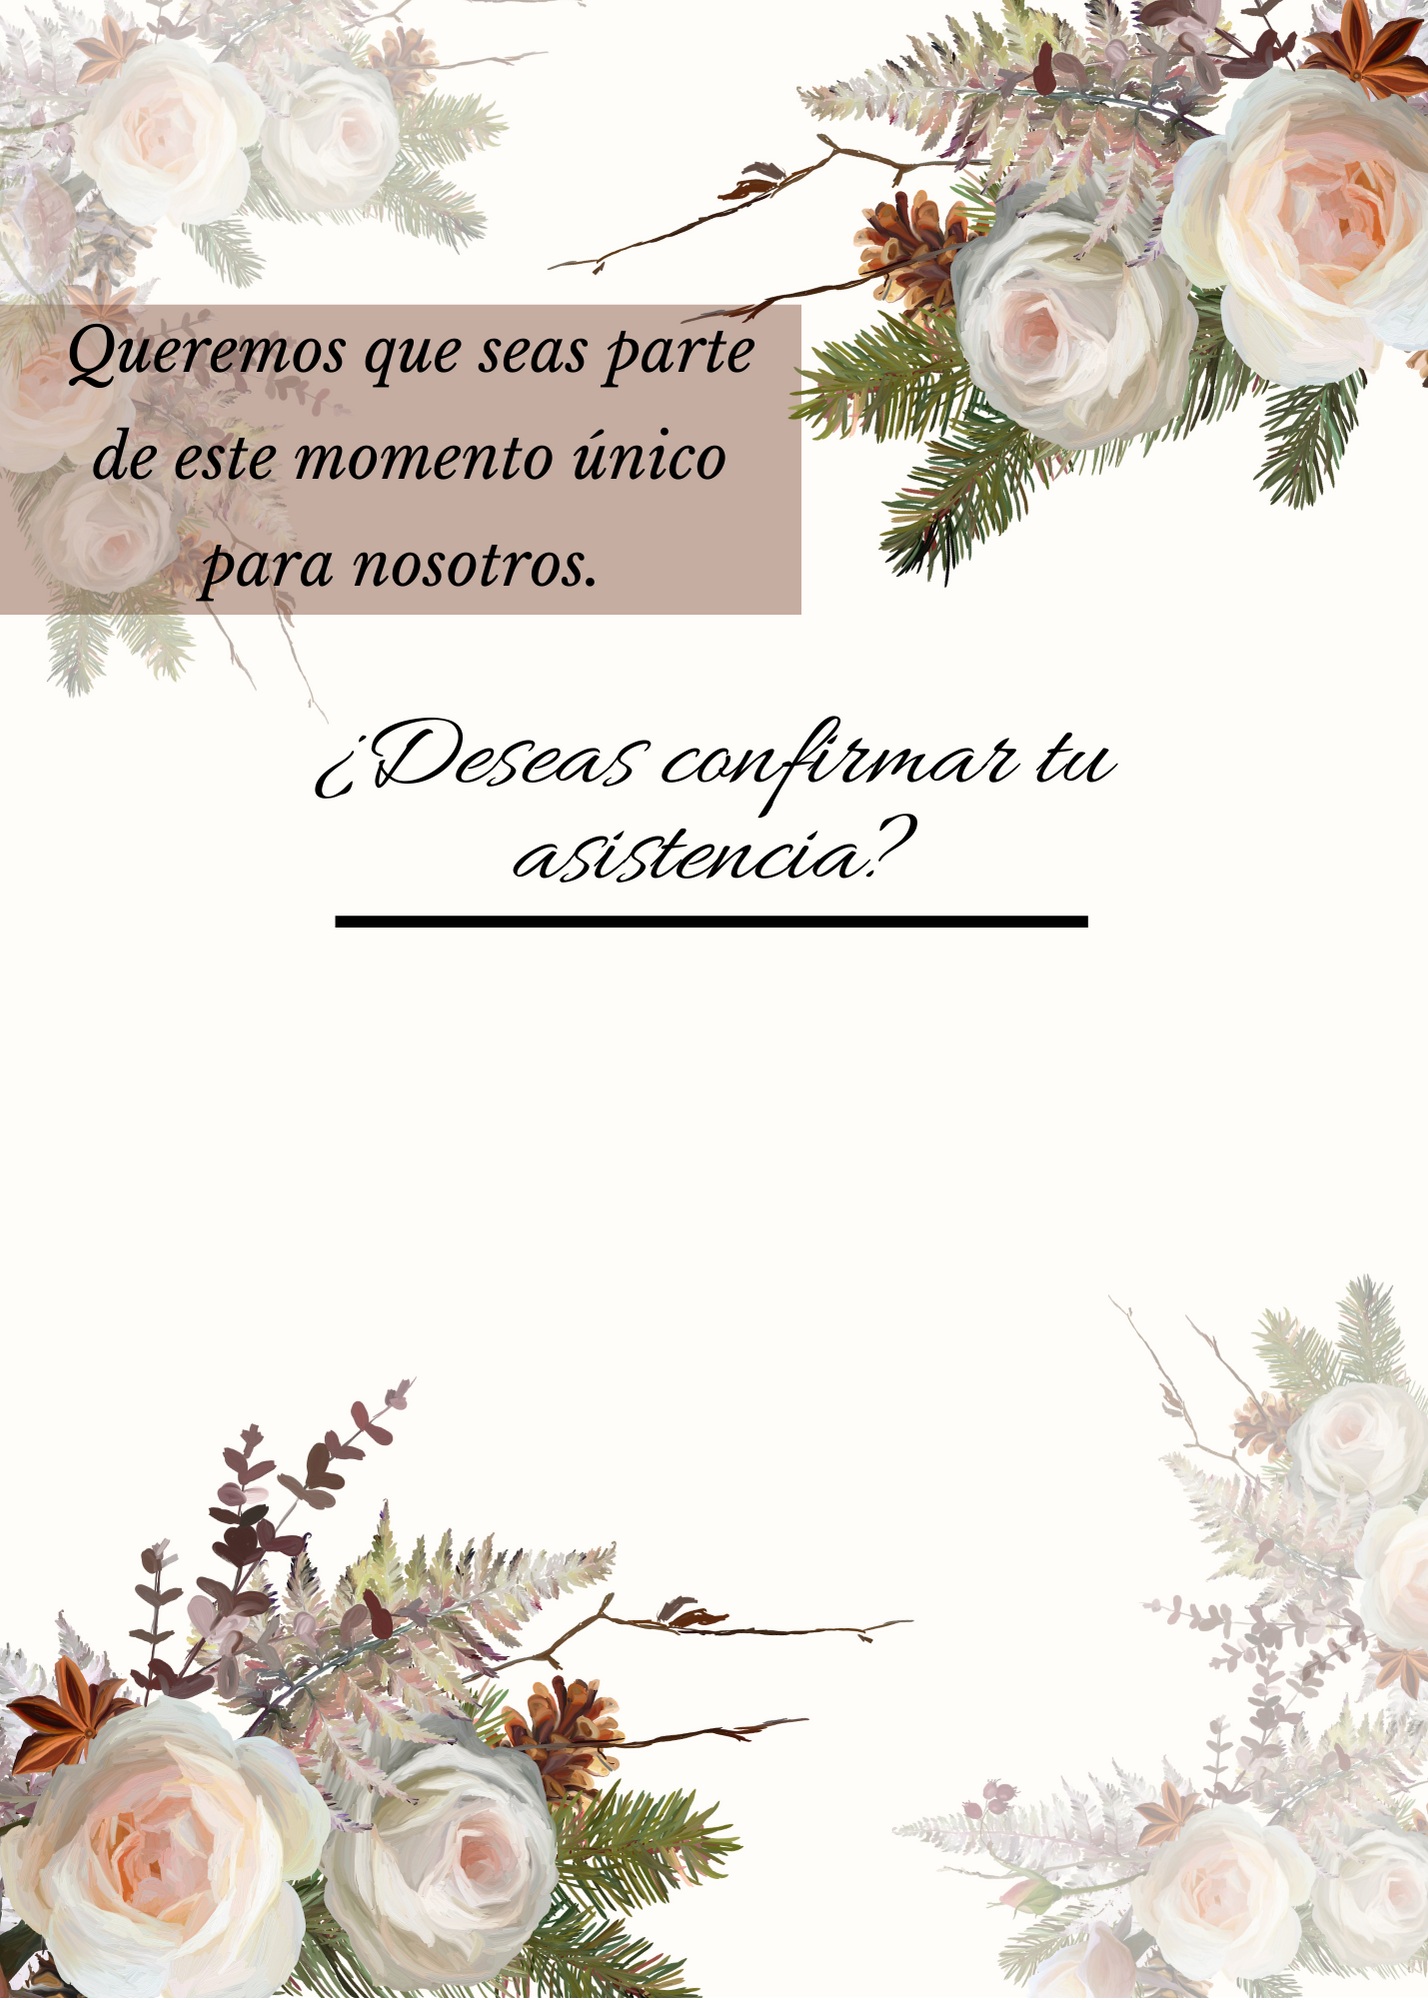 Queremos que seas parte
de este momento único
para nosotros.
¿Deseas confirmar tu
asistencia?